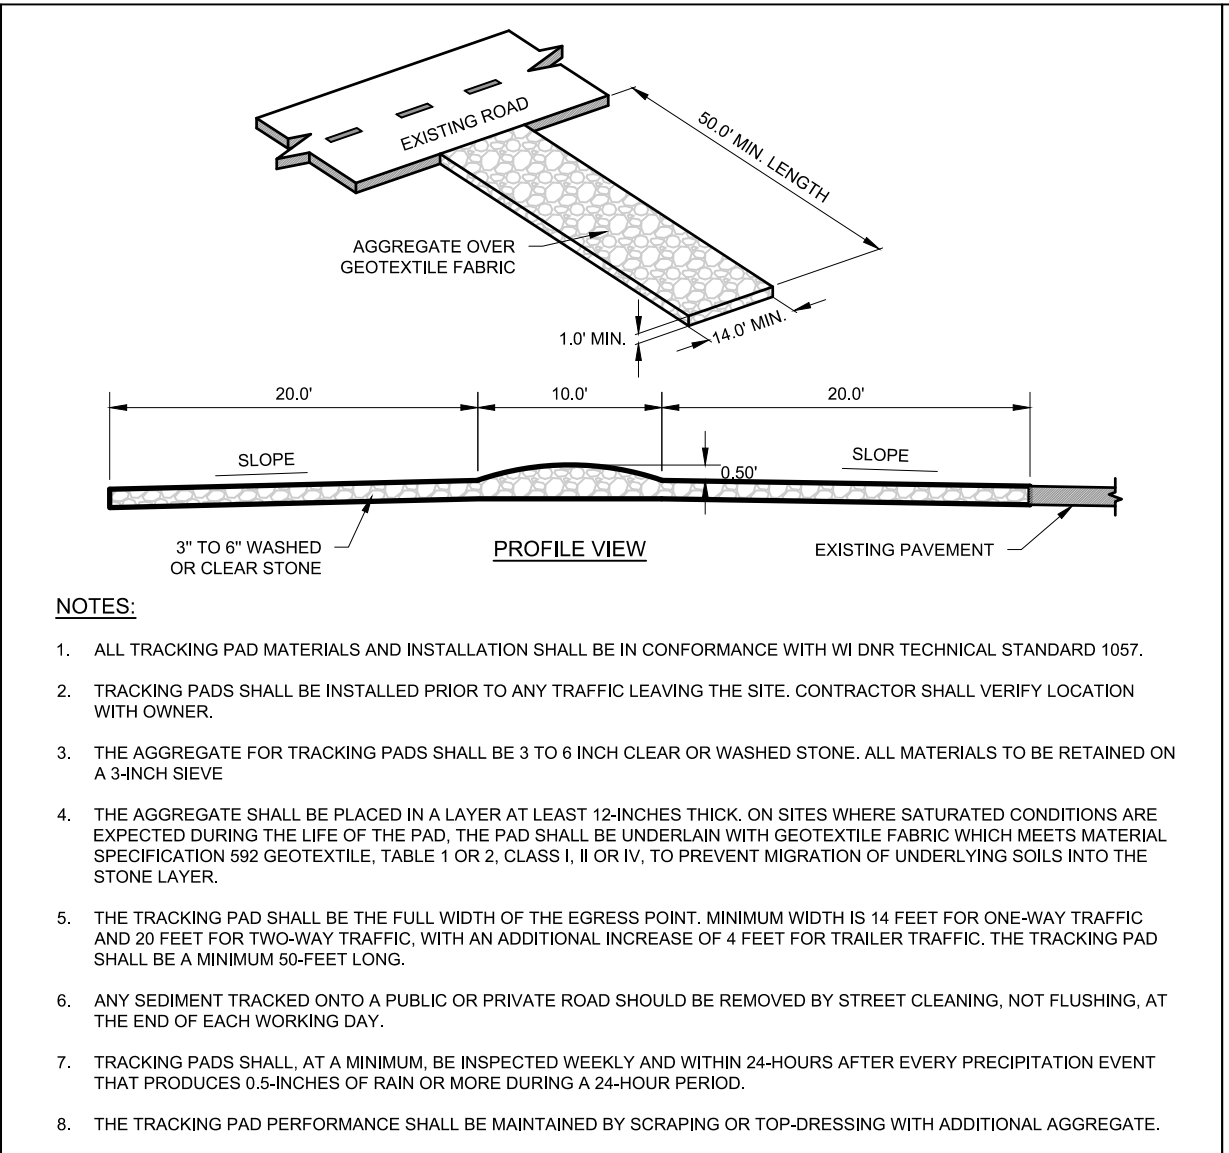 EXISTING ROAD
50.0' MIN. LENGTH
AGGREGATE OVER
GEOTEXTILE FABRIC
1.0' MIN.
14.0' MIN.
20.0'
10.0'
20.0'
SLOPE
SLOPE
0.50'
3" TO 6" WASHED
OR CLEAR STONE
PROFILE VIEW
EXISTING PAVEMENT
NOTES:
1. ALL TRACKING PAD MATERIALS AND INSTALLATION SHALL BE IN CONFORMANCE WITH WI DNR TECHNICAL STANDARD 1057.
2. TRACKING PADS SHALL BE INSTALLED PRIOR TO ANY TRAFFIC LEAVING THE SITE. CONTRACTOR SHALL VERIFY LOCATION
WITH OWNER.
3. THE AGGREGATE FOR TRACKING PADS SHALL BE 3 TO 6 INCH CLEAR OR WASHED STONE. ALL MATERIALS TO BE RETAINED ON
A 3-INCH SIEVE
4. THE AGGREGATE SHALL BE PLACED IN A LAYER AT LEAST 12-INCHES THICK. ON SITES WHERE SATURATED CONDITIONS ARE
EXPECTED DURING THE LIFE OF THE PAD, THE PAD SHALL BE UNDERLAIN WITH GEOTEXTILE FABRIC WHICH MEETS MATERIAL
SPECIFICATION 592 GEOTEXTILE, TABLE 1 OR 2, CLASS I, II OR IV, TO PREVENT MIGRATION OF UNDERLYING SOILS INTO THE
STONE LAYER.
5. THE TRACKING PAD SHALL BE THE FULL WIDTH OF THE EGRESS POINT. MINIMUM WIDTH IS 14 FEET FOR ONE-WAY TRAFFIC
AND 20 FEET FOR TWO-WAY TRAFFIC, WITH AN ADDITIONAL INCREASE OF 4 FEET FOR TRAILER TRAFFIC. THE TRACKING PAD
SHALL BE A MINIMUM 50-FEET LONG.
6. ANY SEDIMENT TRACKED ONTO A PUBLIC OR PRIVATE ROAD SHOULD BE REMOVED BY STREET CLEANING, NOT FLUSHING, AT
THE END OF EACH WORKING DAY.
7. TRACKING PADS SHALL, AT A MINIMUM, BE INSPECTED WEEKLY AND WITHIN 24-HOURS AFTER EVERY PRECIPITATION EVENT
THAT PRODUCES 0.5-INCHES OF RAIN OR MORE DURING A 24-HOUR PERIOD.
8. THE TRACKING PAD PERFORMANCE SHALL BE MAINTAINED BY SCRAPING OR TOP-DRESSING WITH ADDITIONAL AGGREGATE.